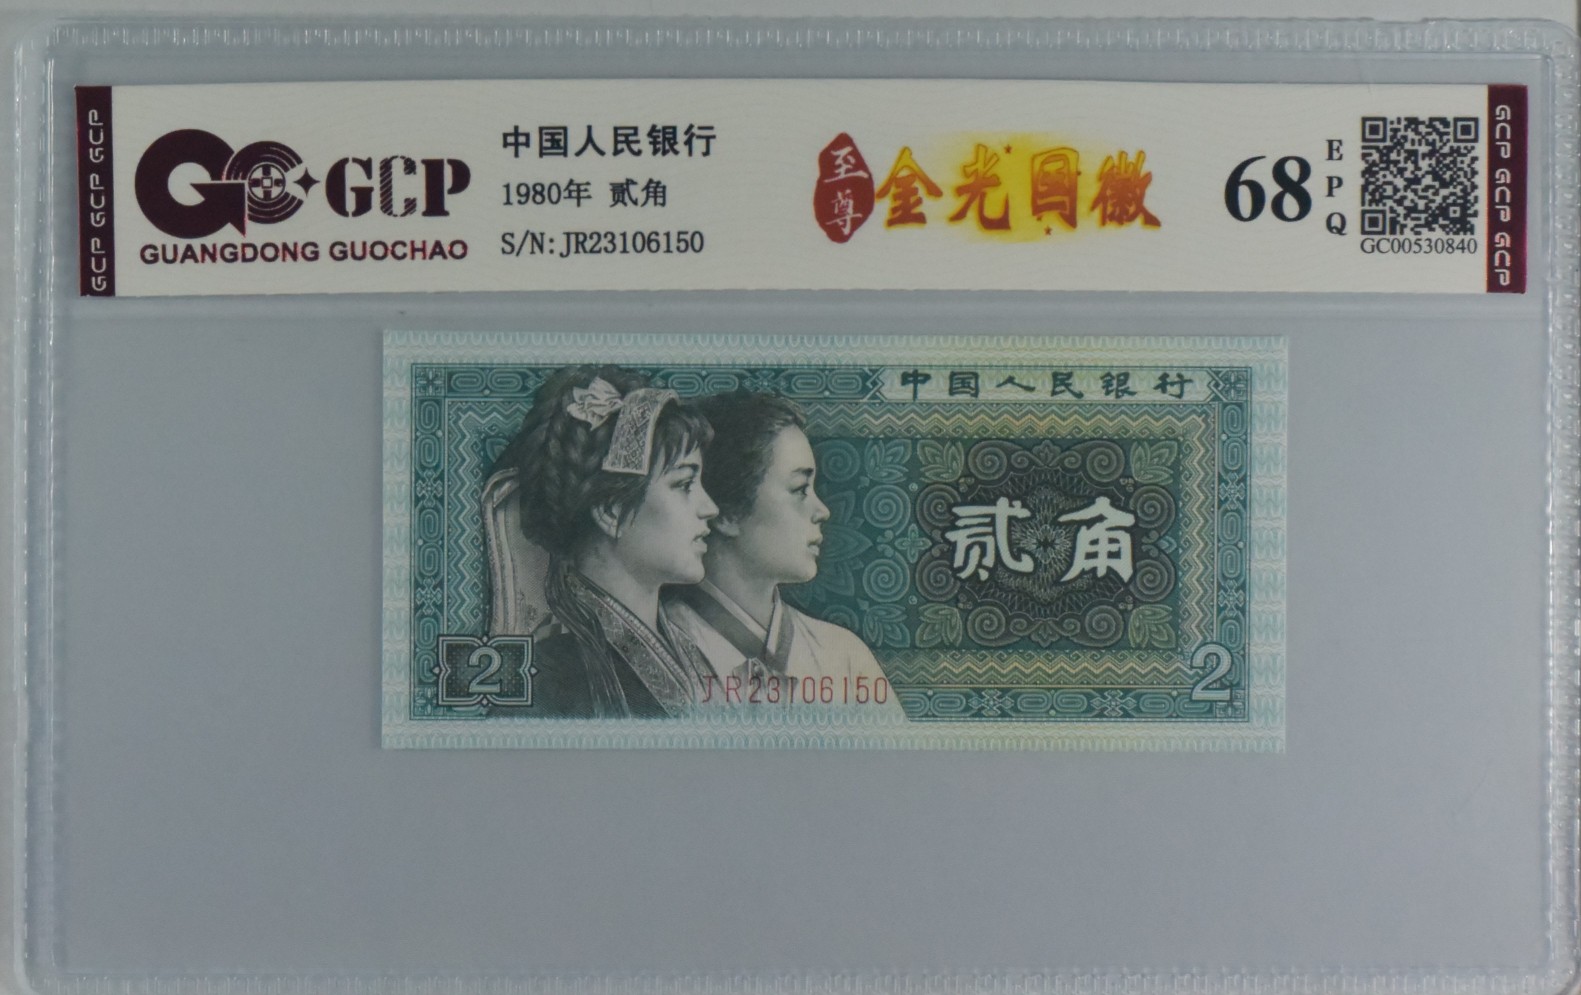 GCP GCP GCP
GCP
GUANGDONG GUOCHAO
中国人民银行
1980年 贰角
S/N:JR23106150
至尊
金光国徽
68
EPQ
GC00530840
GCP GCP GCP
中国人民银行
贰角
2
JR23106150
2